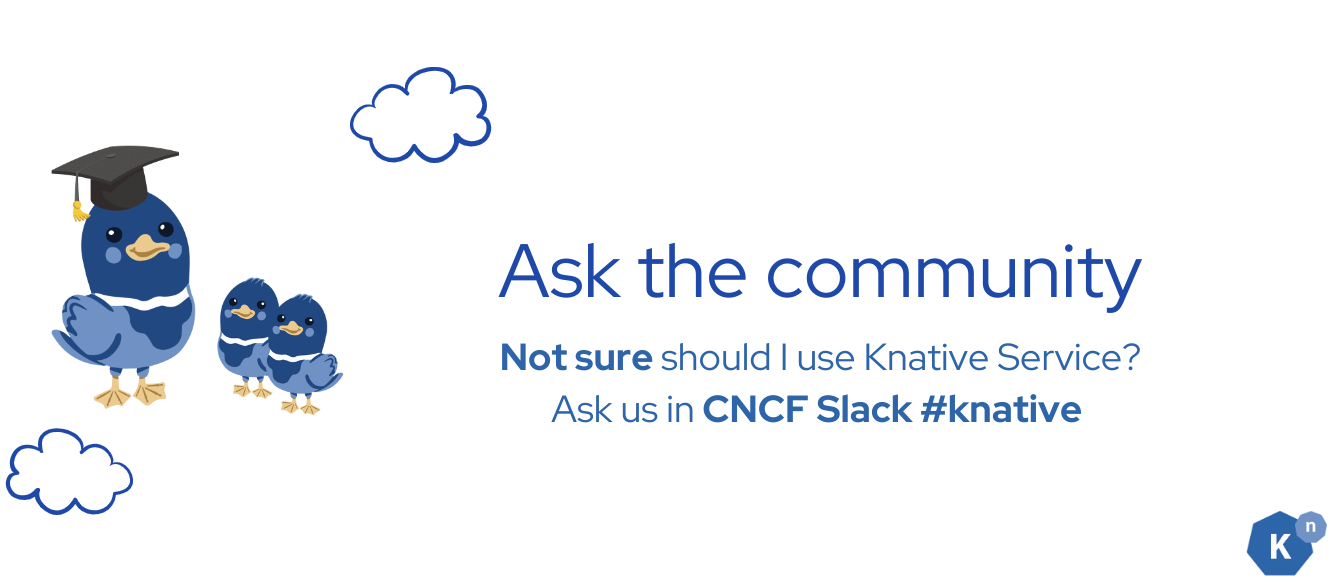 Ask the community
Not sure should I use Knative Service?
Ask us in CNCF Slack #knative
K n